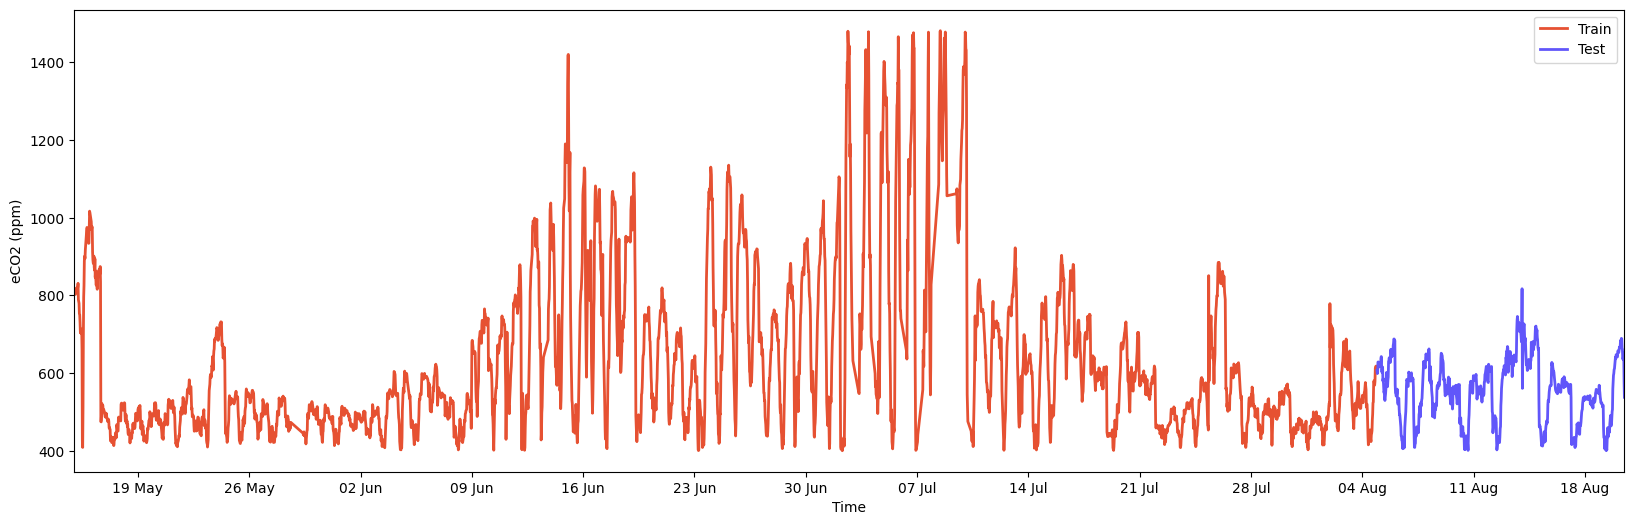 Train
Test
1400
1200
1000
800
600
400
eCO2 (ppm)
19 May
26 May
02 Jun
09 Jun
16 Jun
23 Jun
30 Jun
07 Jul
14 Jul
21 Jul
28 Jul
04 Aug
11 Aug
18 Aug
Time